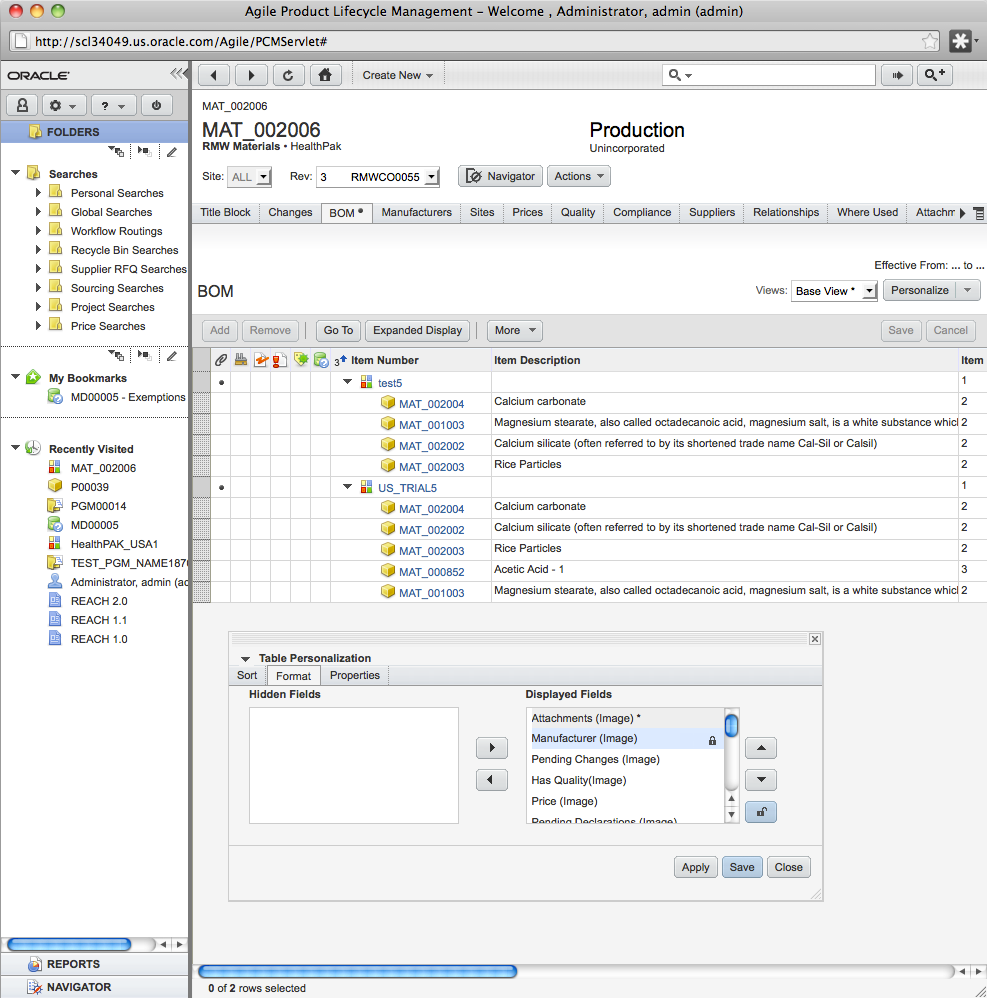 Agile Product Lifecycle Management - Welcome , Administrator, admin (admin)
http://scl34049.us.oracle.com/Agile/PCMServlet#
ORACLE
Create New
FOLDERS
Searches
Personal Searches
Global Searches
Workflow Routings
Recycle Bin Searches
Supplier RFQ Searches
Sourcing Searches
Project Searches
Price Searches
My Bookmarks
MD00005 - Exemptions
Recently Visited
MAT_002006
P00039
PGM00014
MD00005
HealthPAK_USA1
TEST_PGM_NAME187
Administrator, admin (ad
REACH 2.0
REACH 1.1
REACH 1.0
REPORTS
NAVIGATOR
MAT_002006
MAT_002006
RMW Materials • HealthPak
Production
Unincorporated
Site: ALL Rev: 3 RMWCO0055 Navigator Actions
Title Block Changes BOM Manufacturers Sites Prices Quality Compliance Suppliers Relationships Where Used Attachm
Effective From: ... to ...
BOM
Views: Base View * Personalize
Add Remove Go To Expanded Display More Save Cancel
3 Item Number Item Description Item
test5 1
MAT_002004 Calcium carbonate 2
MAT_001003 Magnesium stearate, also called octadecanoic acid, magnesium salt, is a white substance whicl 2
MAT_002002 Calcium silicate (often referred to by its shortened trade name Cal-Sil or Calsil) 2
MAT_002003 Rice Particles 2
US_TRIAL5 1
MAT_002004 Calcium carbonate 2
MAT_002002 Calcium silicate (often referred to by its shortened trade name Cal-Sil or Calsil) 2
MAT_002003 Rice Particles 2
MAT_000852 Acetic Acid - 1 3
MAT_001003 Magnesium stearate, also called octadecanoic acid, magnesium salt, is a white substance whicl 2
Table Personalization
Sort Format Properties
Hidden Fields
Displayed Fields
Attachments (Image) *
Manufacturer (Image)
Pending Changes (Image)
Has Quality(Image)
Price (Image)
Pending Declarations (Image)
Apply Save Close
0 of 2 rows selected